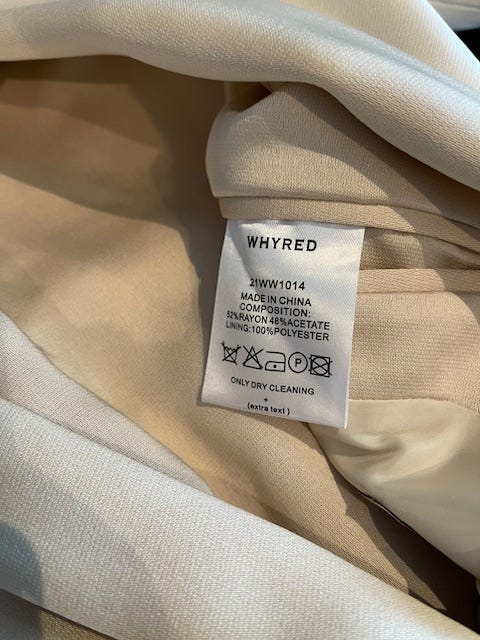 WHYRED
21WW1014
MADE IN CHINA
COMPOSITION:
52%RAYON 48%ACETATE
LINING:100%POLYESTER
P
ONLY DRY CLEANING
+
(extra text )